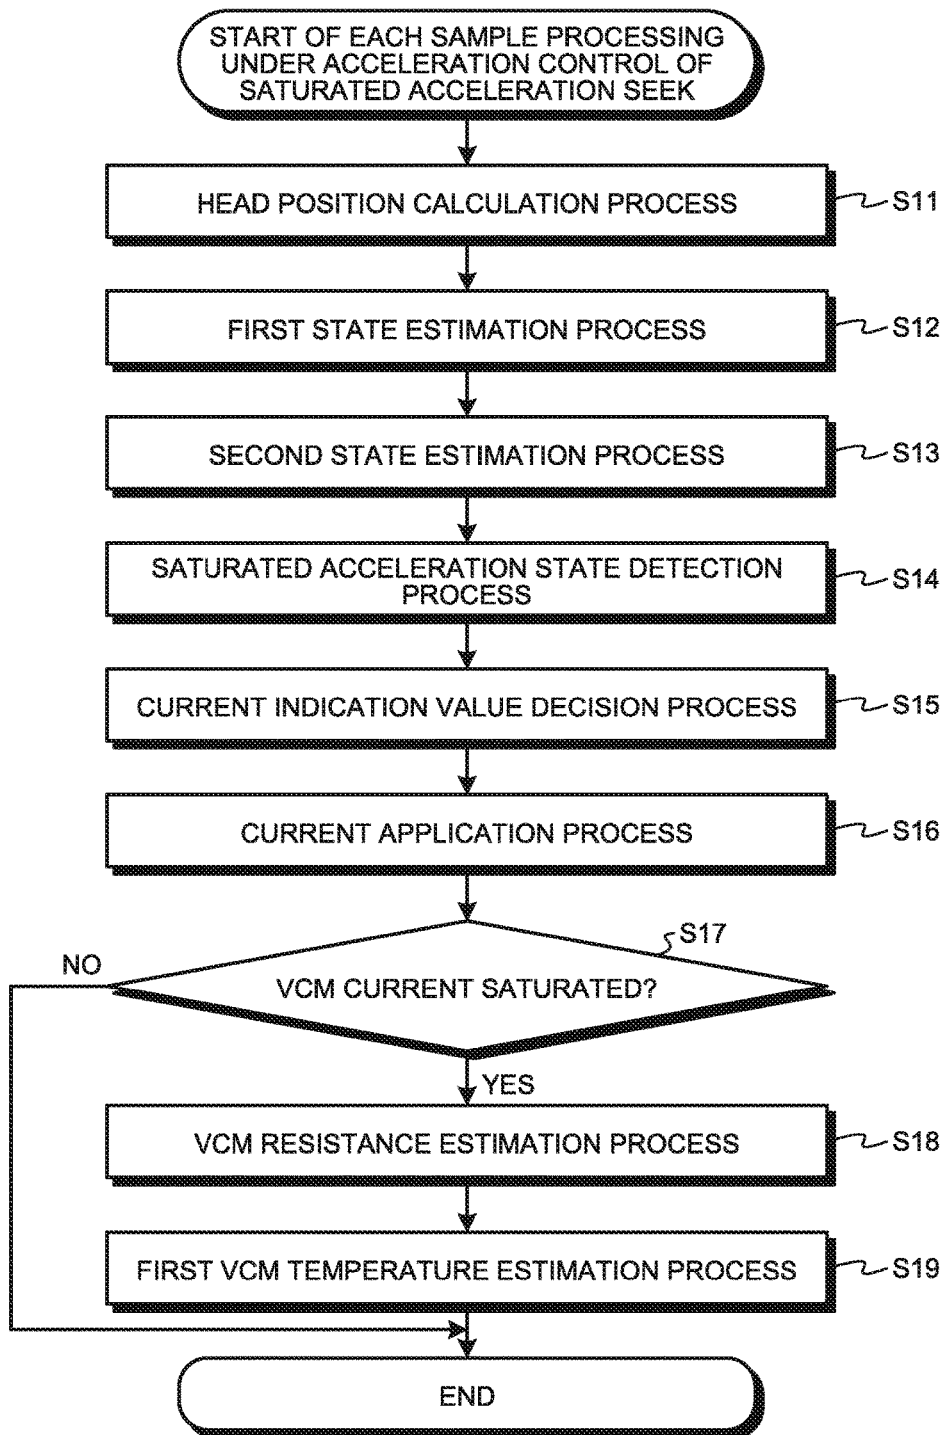 START OF EACH SAMPLE PROCESSING
UNDER ACCELERATION CONTROL OF
SATURATED ACCELERATION SEEK
HEAD POSITION CALCULATION PROCESS
S11
FIRST STATE ESTIMATION PROCESS
S12
SECOND STATE ESTIMATION PROCESS
S13
SATURATED ACCELERATION STATE DETECTION
PROCESS
S14
CURRENT INDICATION VALUE DECISION PROCESS
S15
CURRENT APPLICATION PROCESS
S16
S17
NO
VCM CURRENT SATURATED?
YES
VCM RESISTANCE ESTIMATION PROCESS
S18
FIRST VCM TEMPERATURE ESTIMATION PROCESS
S19
END